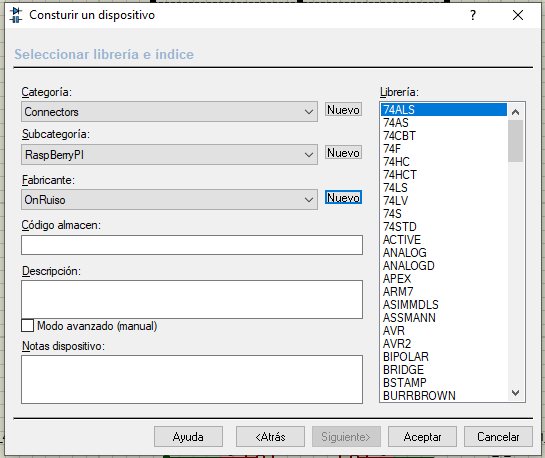 Consturir un dispositivo
?
Seleccionar librería e índice
Categoría:
Connectors
Nuevo
Subcategoría:
RaspBerryPI
Nuevo
Fabricante:
OnRuiso
Nuevo
Código almacen:
Descripción:
Modo avanzado (manual)
Notas dispositivo:
Librería:
74ALS
74AS
74CBT
74F
74HC
74HCT
74LS
74LV
74S
74STD
ACTIVE
ANALOG
ANALOGD
APEX
ARM7
ASIMMDLS
ASSMANN
AVR
AVR2
BIPOLAR
BRIDGE
BSTAMP
BURRBROWN
Ayuda
<Atrás
Siguiente>
Aceptar
Cancelar